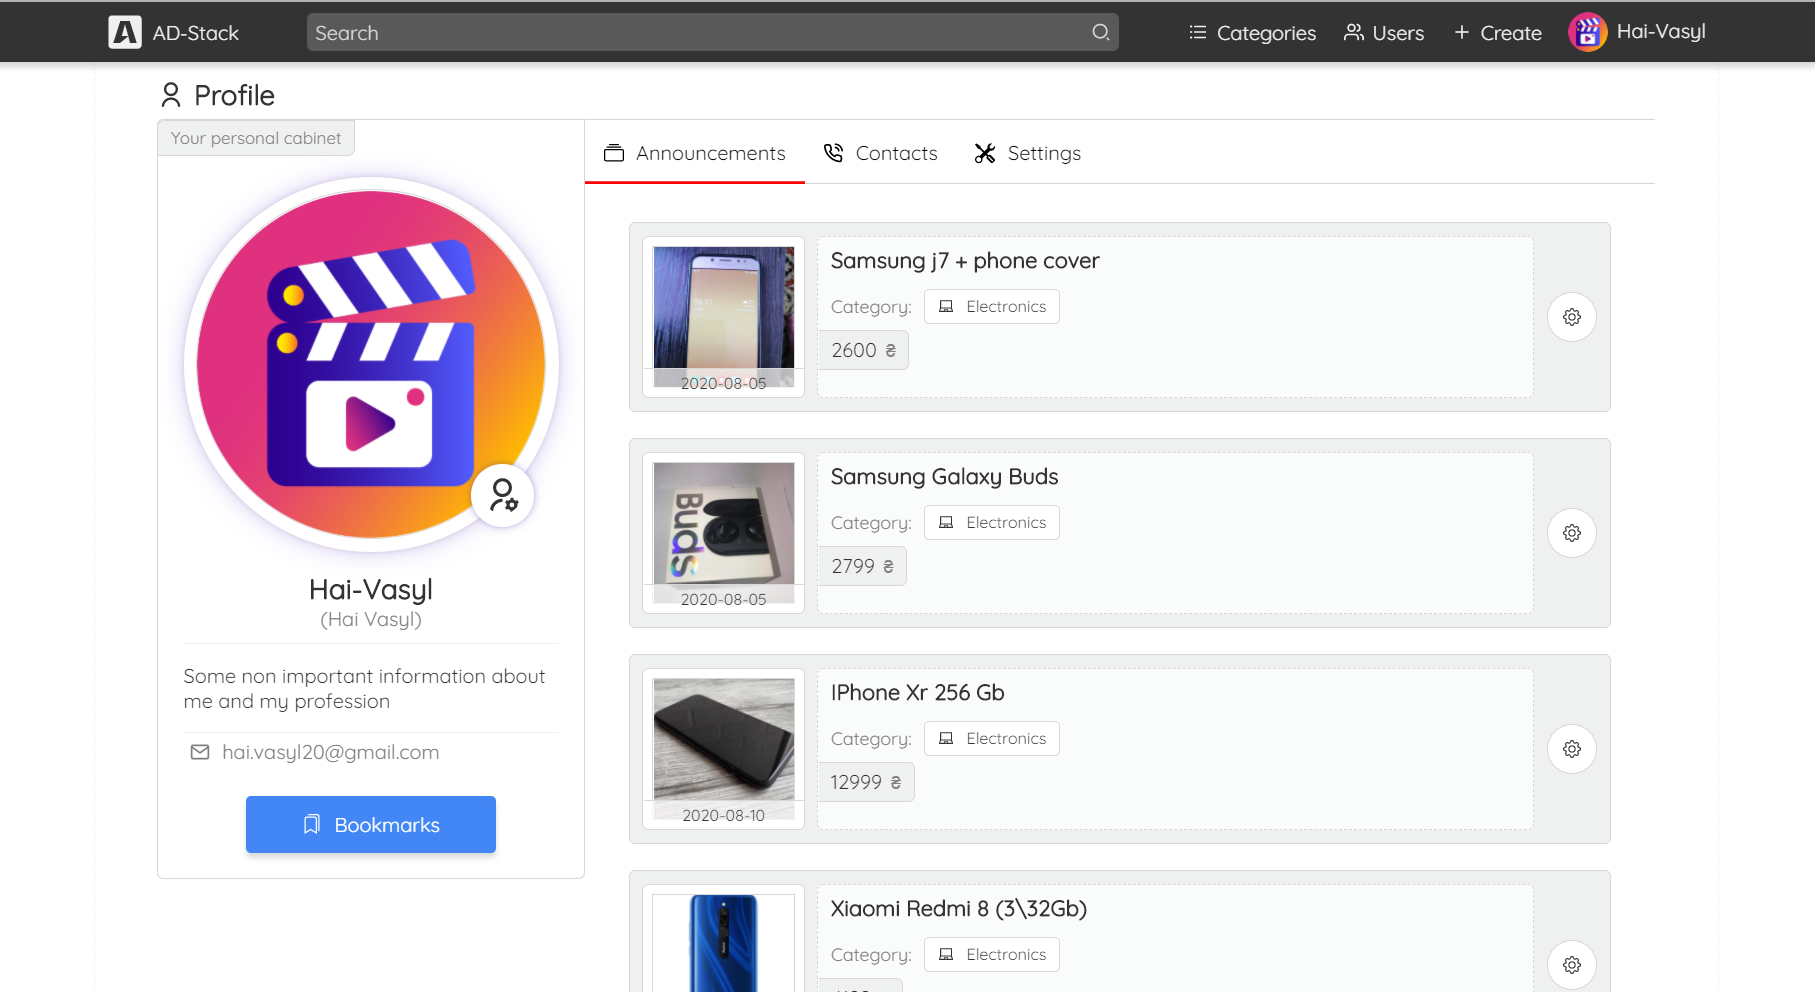 AD-Stack
Search
Categories
Users
Create
Hai-Vasyl
Profile
Your personal cabinet
Announcements
Contacts
Settings
Hai-Vasyl
(Hai Vasyl)
Some non important information about
me and my profession
hai.vasyl20@gmail.com
Bookmarks
Samsung j7 + phone cover
Category: Electronics
2600 ₴
2020-08-05
Samsung Galaxy Buds
Category: Electronics
2799 ₴
Buds
2020-08-05
IPhone Xr 256 Gb
Category: Electronics
12999 ₴
2020-08-10
Xiaomi Redmi 8 (3\32Gb)
Category: Electronics